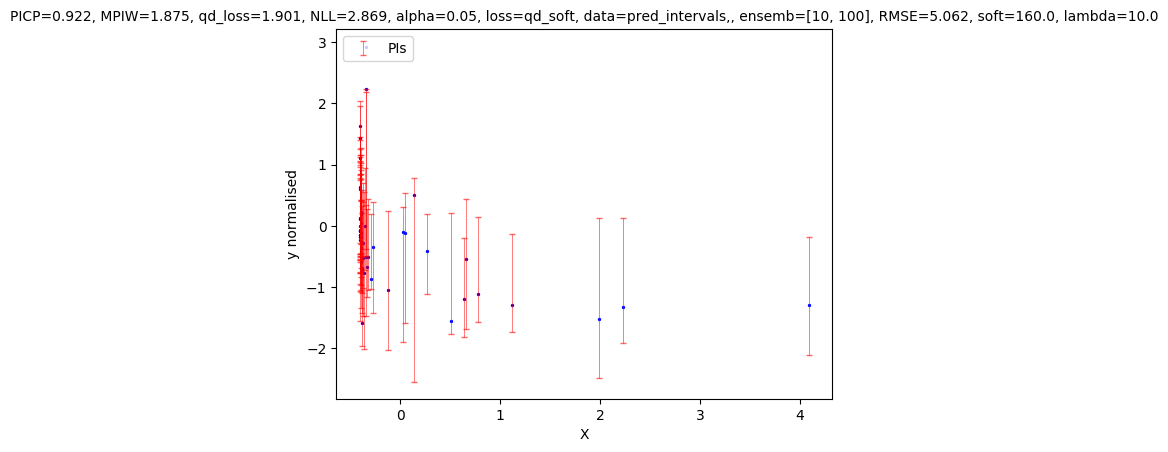 PICP=0.922, MPIW=1.875, qd_loss=1.901, NLL=2.869, alpha=0.05, loss=qd_soft, data=pred_intervals,, ensemb=[10, 100], RMSE=5.062, soft=160.0, lambda=10.0
PIs
3
2
1
0
−1
−2
y normalised
0 1 2 3 4
X